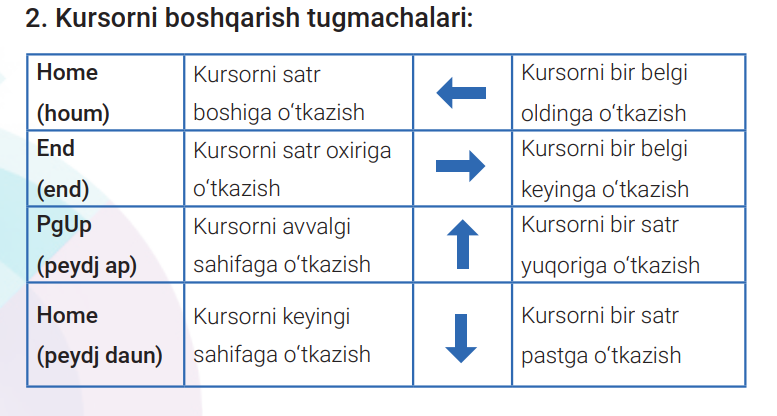 2. Kursorni boshqarish tugmachalari:
Home
(houm)
Kursorni satr
boshiga o‘tkazish
Kursorni bir belgi
oldinga o‘tkazish
End
(end)
Kursorni satr oxiriga
o‘tkazish
Kursorni bir belgi
keyinga o‘tkazish
PgUp
(peydj ap)
Kursorni avvalgi
sahifaga o‘tkazish
Kursorni bir satr
yuqoriga o‘tkazish
Home
(peydj daun)
Kursorni keyingi
sahifaga o‘tkazish
Kursorni bir satr
pastga o‘tkazish